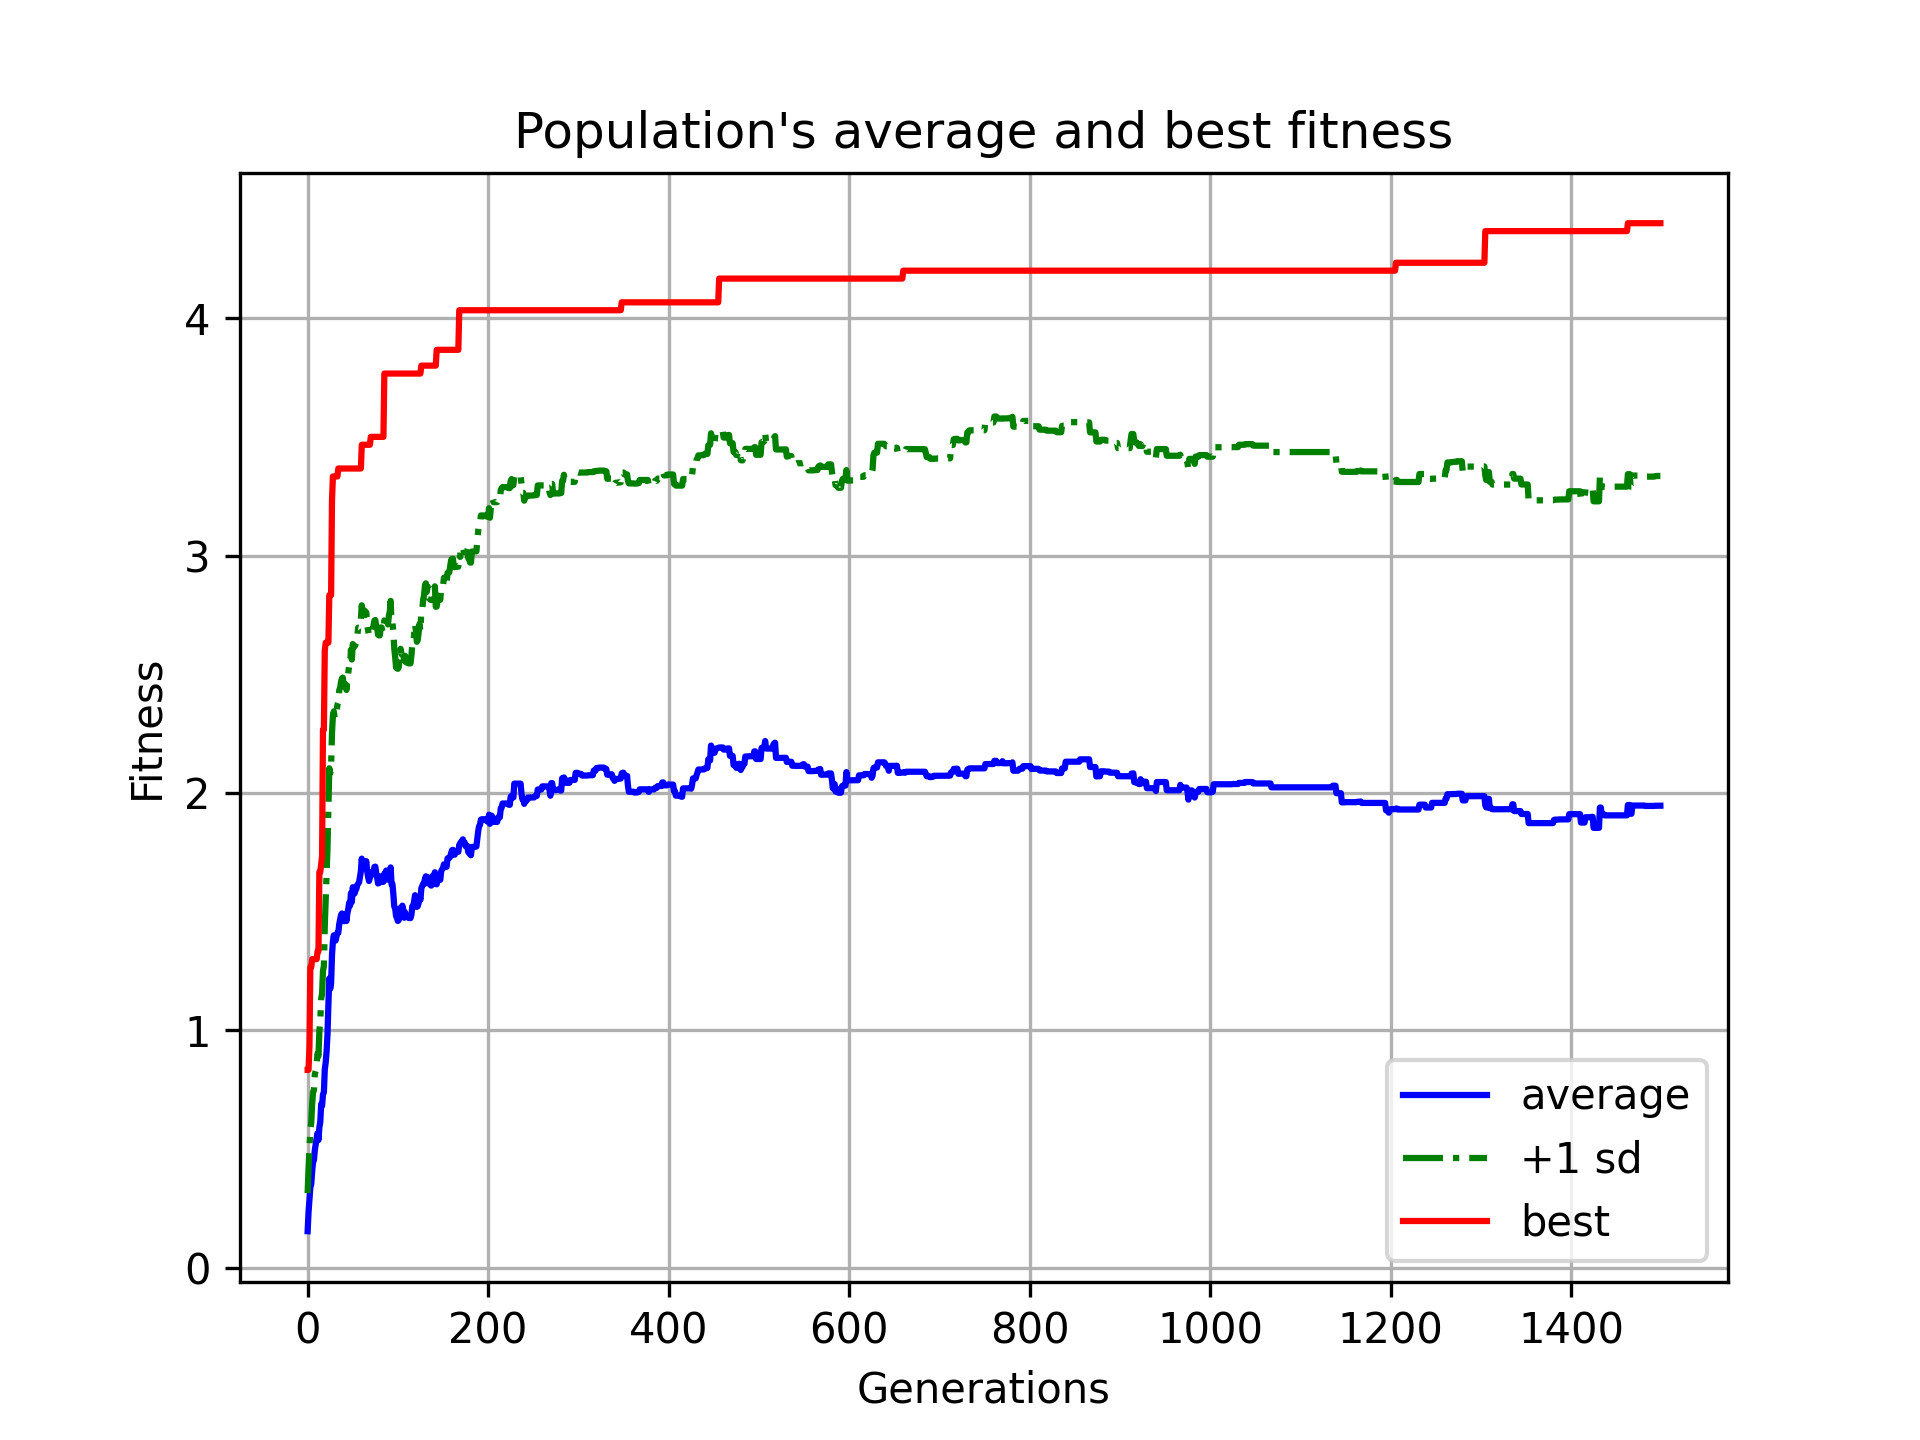 Population's average and best fitness
Fitness
4
3
2
1
0
0 200 400 600 800 1000 1200 1400
Generations
average
+1 sd
best